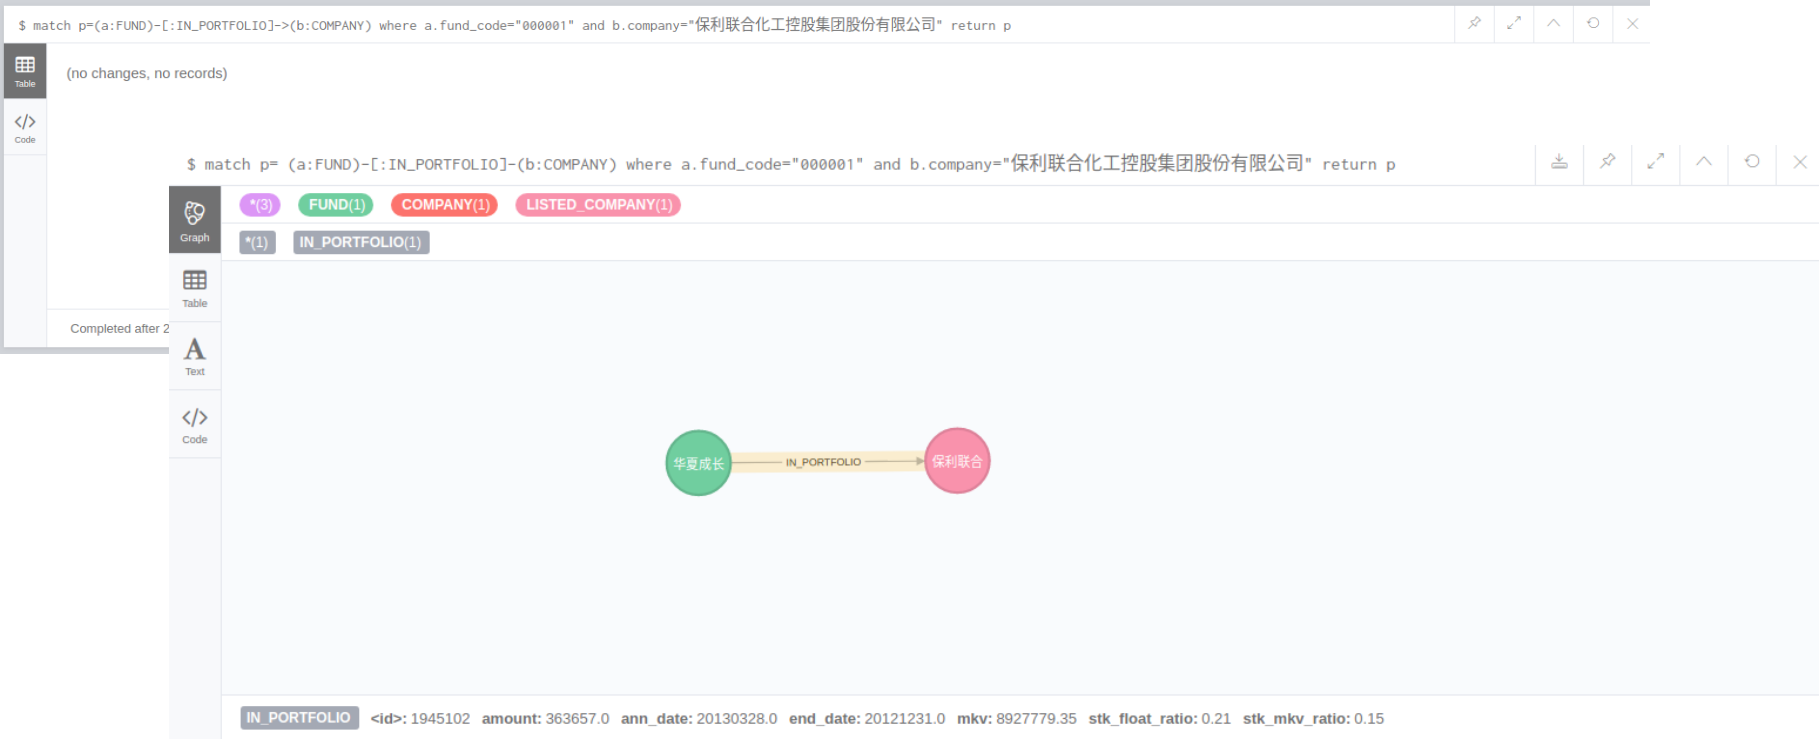 $ match p=(a:FUND)-[:IN_PORTFOLIO]->(b:COMPANY) where a.fund_code="000001" and b.company="保利联合化工控股集团股份有限公司" return p
Table
(no changes, no records)
Code
Completed after 2
$ match p= (a:FUND)-[:IN_PORTFOLIO]-(b:COMPANY) where a.fund_code="000001" and b.company="保利联合化工控股集团股份有限公司" return p
*(3) FUND(1) COMPANY(1) LISTED_COMPANY(1)
Graph
*(1) IN_PORTFOLIO(1)
Table
A
Text
Code
华夏成长 IN_PORTFOLIO 保利联合
IN_PORTFOLIO <id>: 1945102 amount: 363657.0 ann_date: 20130328.0 end_date: 20121231.0 mkv: 8927779.35 stk_float_ratio: 0.21 stk_mkv_ratio: 0.15